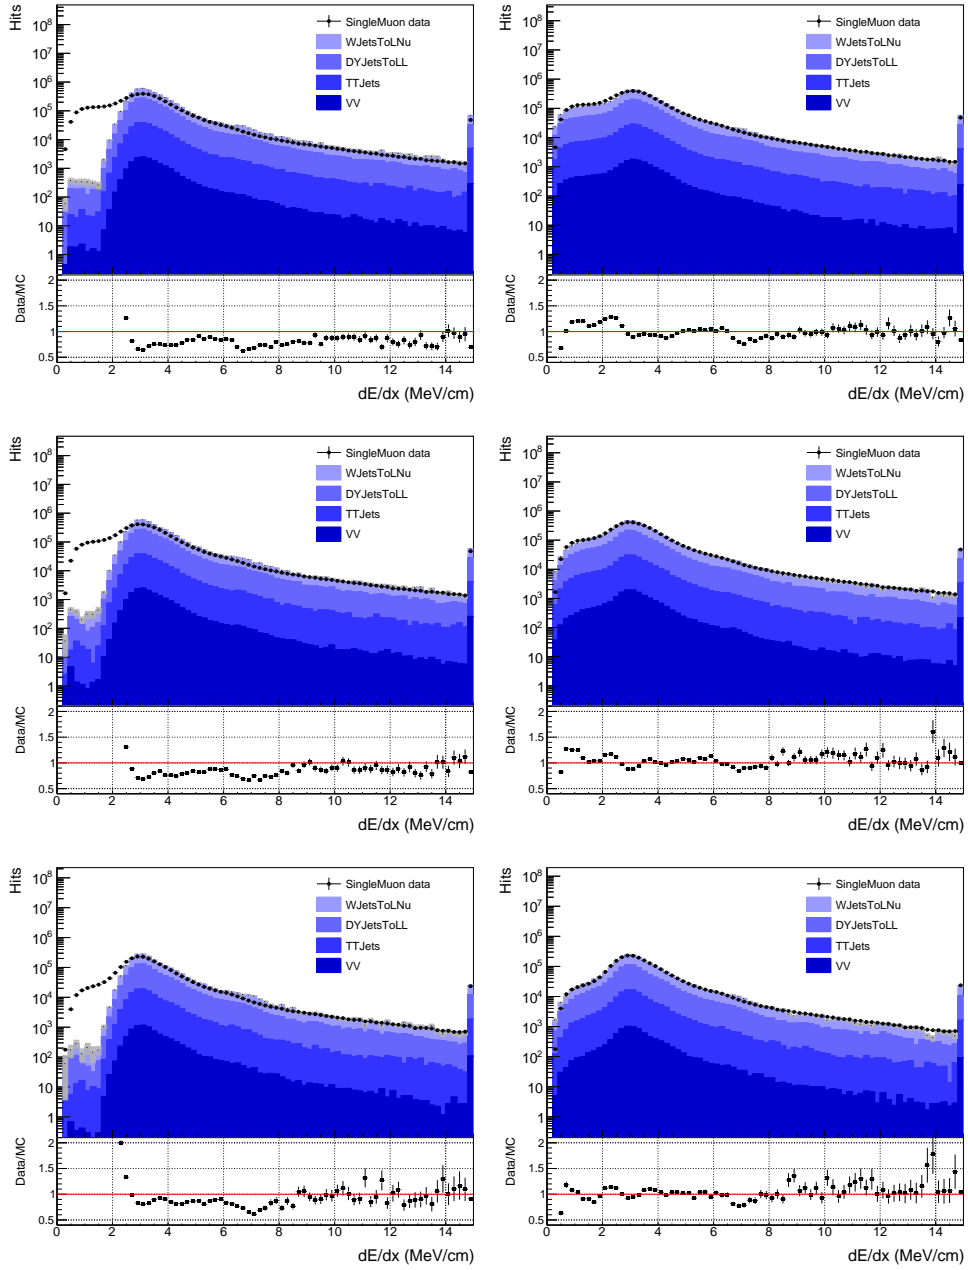 Hits
10⁸
10⁷
10⁶
10⁵
10⁴
10³
10²
10
1
SingleMuon data
WJetsToLNu
DYJetsToLL
TTJets
VV
Data/MC
2
1.5
1
0.5
0 2 4 6 8 10 12 14
dE/dx (MeV/cm)
Hits
10⁸
10⁷
10⁶
10⁵
10⁴
10³
10²
10
1
SingleMuon data
WJetsToLNu
DYJetsToLL
TTJets
VV
Data/MC
2
1.5
1
0.5
0 2 4 6 8 10 12 14
dE/dx (MeV/cm)
Hits
10⁸
10⁷
10⁶
10⁵
10⁴
10³
10²
10
1
SingleMuon data
WJetsToLNu
DYJetsToLL
TTJets
VV
Data/MC
2
1.5
1
0.5
0 2 4 6 8 10 12 14
dE/dx (MeV/cm)
Hits
10⁸
10⁷
10⁶
10⁵
10⁴
10³
10²
10
1
SingleMuon data
WJetsToLNu
DYJetsToLL
TTJets
VV
Data/MC
2
1.5
1
0.5
0 2 4 6 8 10 12 14
dE/dx (MeV/cm)
Hits
10⁸
10⁷
10⁶
10⁵
10⁴
10³
10²
10
1
SingleMuon data
WJetsToLNu
DYJetsToLL
TTJets
VV
Data/MC
2
1.5
1
0.5
0 2 4 6 8 10 12 14
dE/dx (MeV/cm)
Hits
10⁸
10⁷
10⁶
10⁵
10⁴
10³
10²
10
1
SingleMuon data
WJetsToLNu
DYJetsToLL
TTJets
VV
Data/MC
2
1.5
1
0.5
0 2 4 6 8 10 12 14
dE/dx (MeV/cm)